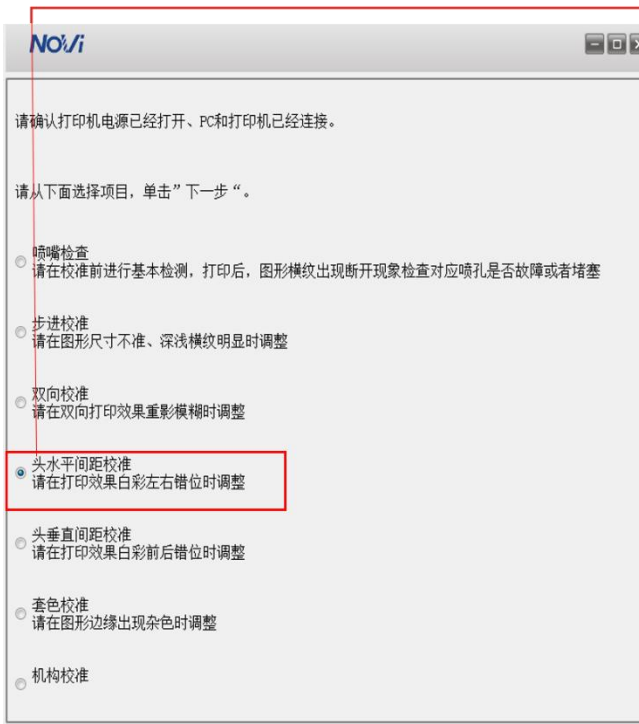 NOVi
请确认打印机电源已经打开、PC和打印机已经连接。
请从下面选择项目，单击”下一步“。
喷嘴检查
请在校准前进行基本检测，打印后，图形横纹出现断开现象检查对应喷孔是否故障或者堵塞
步进校准
请在图形尺寸不准、深浅横纹明显时调整
双向校准
请在双向打印效果重影模糊时调整
头水平间距校准
请在打印效果白彩左右错位时调整
头垂直间距校准
请在打印效果白彩前后错位时调整
套色校准
请在图形边缘出现杂色时调整
机构校准